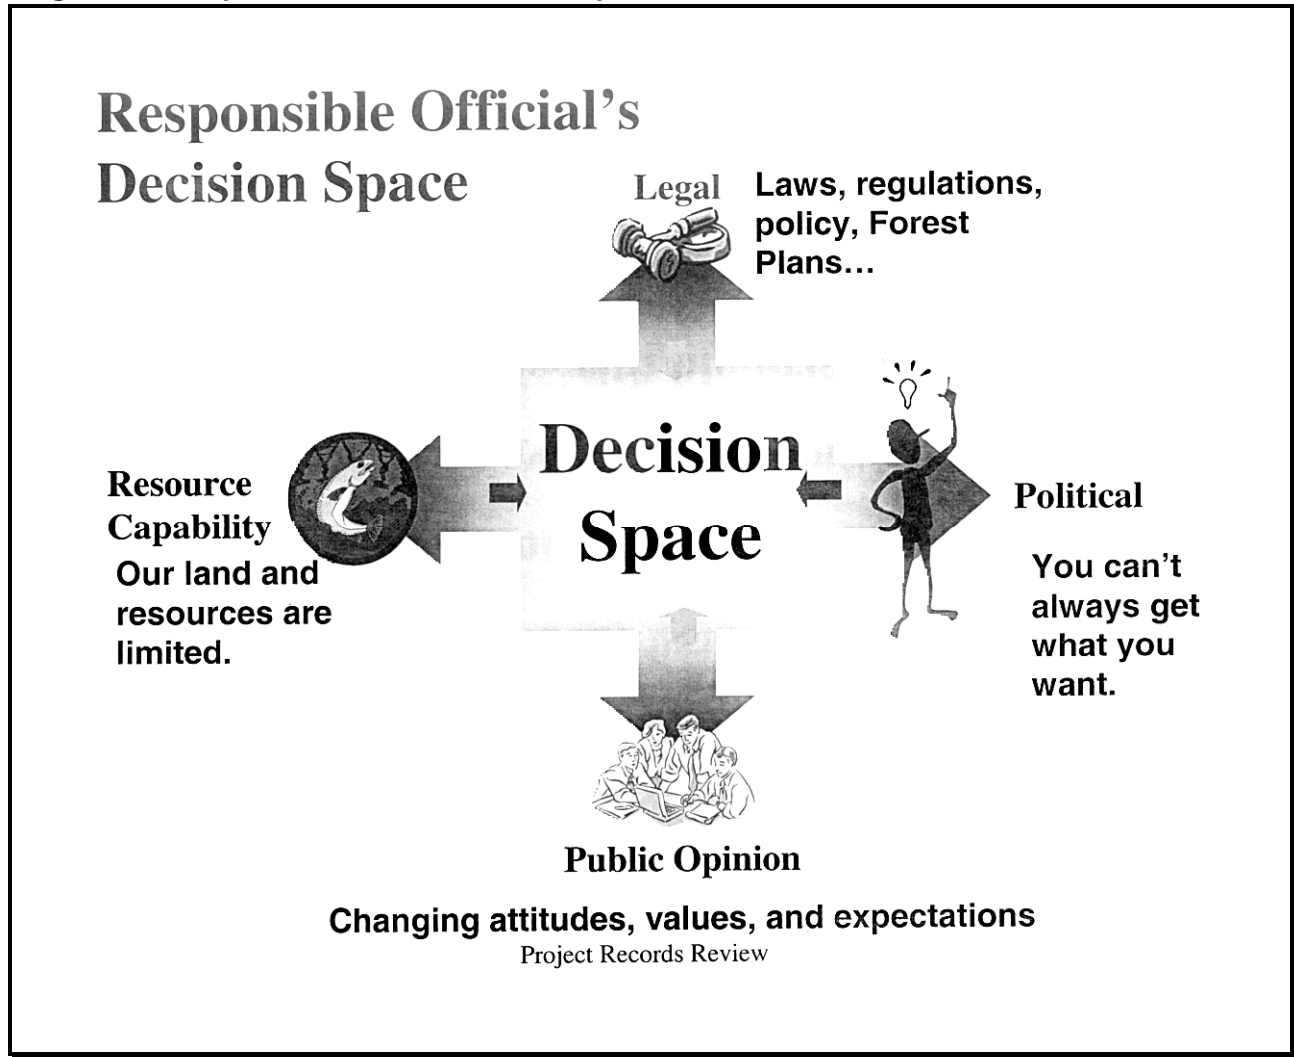 Responsible Official's
Decision Space
Legal
Laws, regulations,
policy, Forest
Plans…
Decision
Space
Resource
Capability
Our land and
resources are
limited.
Political
You can't
always get
what you
want.
Public Opinion
Changing attitudes, values, and expectations
Project Records Review